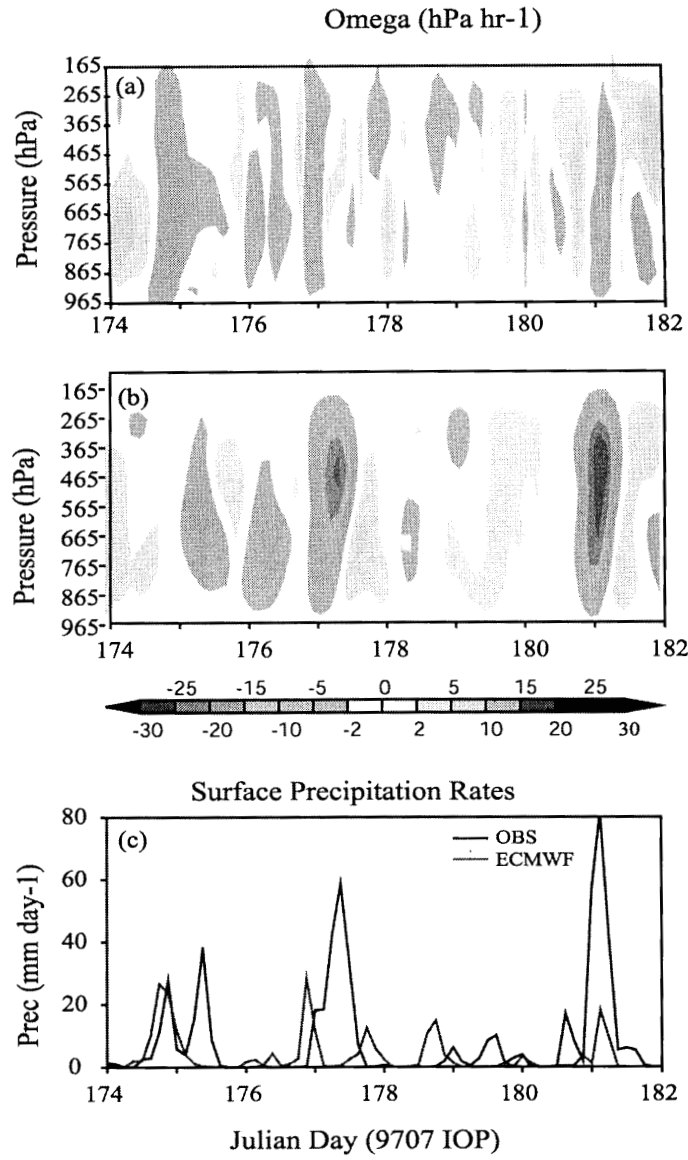 Omega (hPa hr-1)
(a)
Pressure (hPa)
165
265
365
465
565
665
765
865
965
174 176 178 180 182
(b)
Pressure (hPa)
165
265
365
465
565
665
765
865
965
174 176 178 180 182
-25 -15 -5 0 5 15 25
-30 -20 -10 -2 2 10 20 30
Surface Precipitation Rates
(c)
OBS
ECMWF
Prec (mm day-1)
80
60
40
20
0
174 176 178 180 182
Julian Day (9707 IOP)